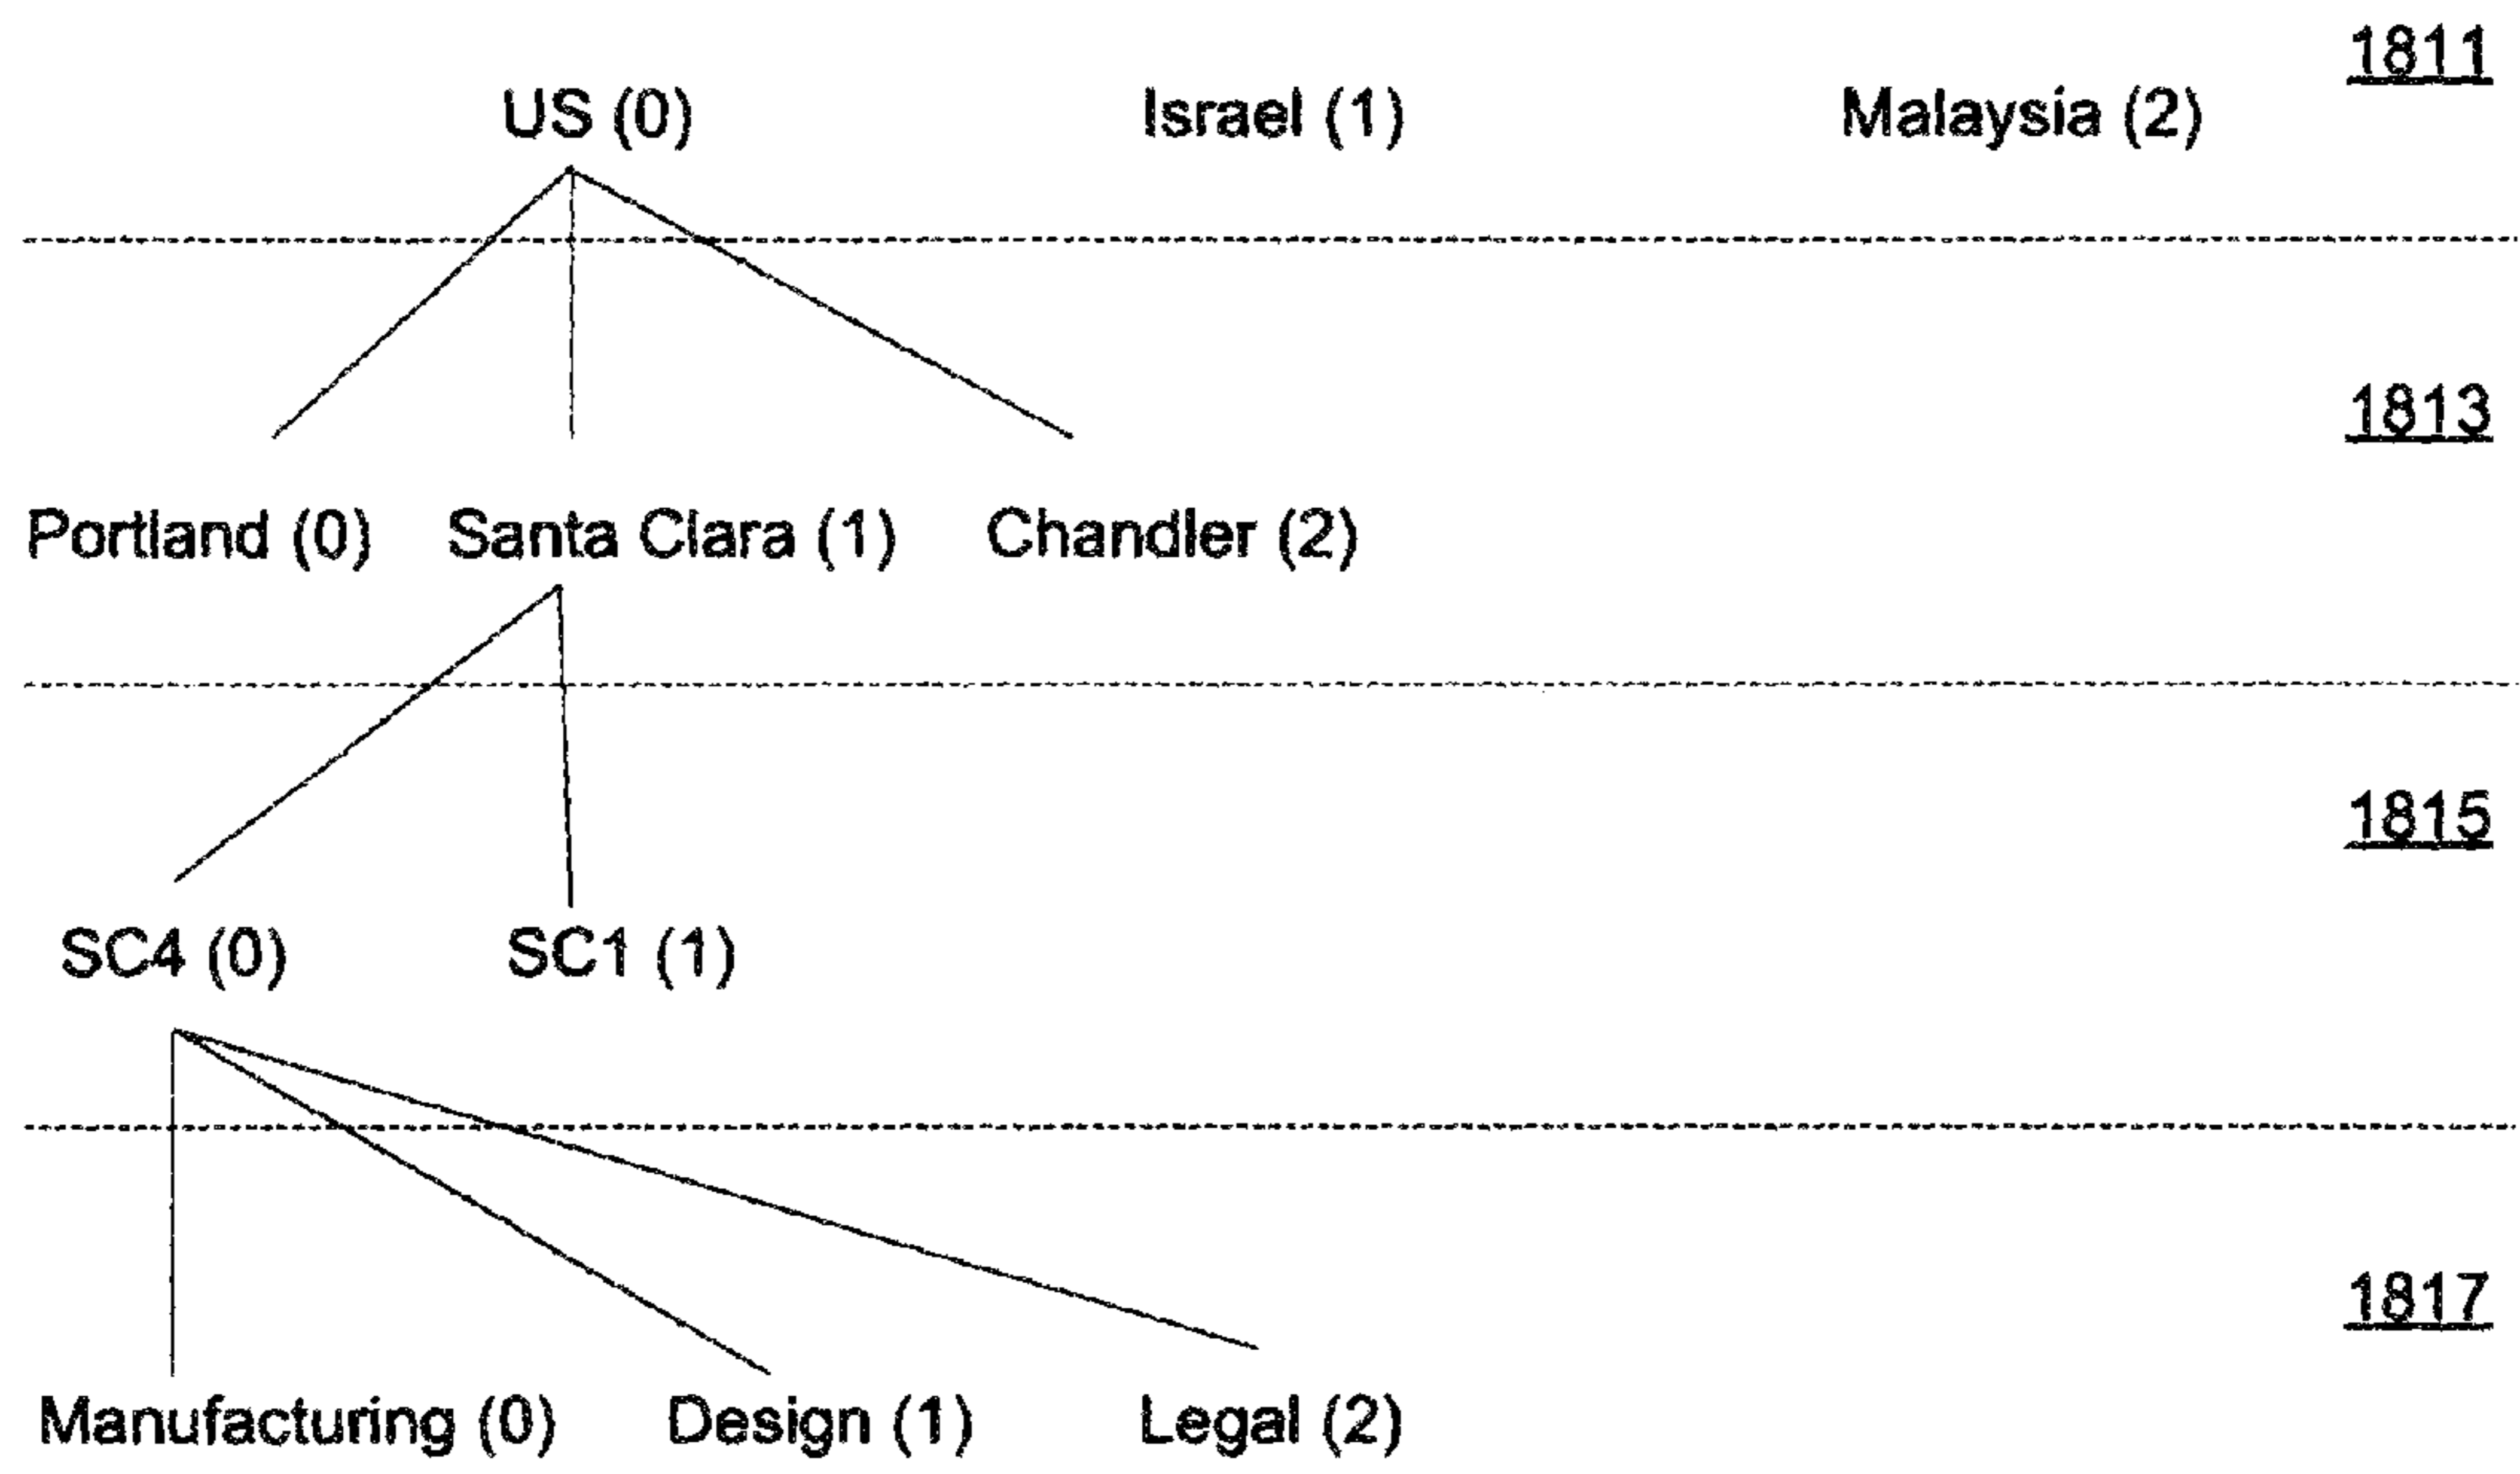 1811
US (0) Israel (1) Malaysia (2)
1813
Portland (0) Santa Clara (1) Chandler (2)
1815
SC4 (0) SC1 (1)
1817
Manufacturing (0) Design (1) Legal (2)